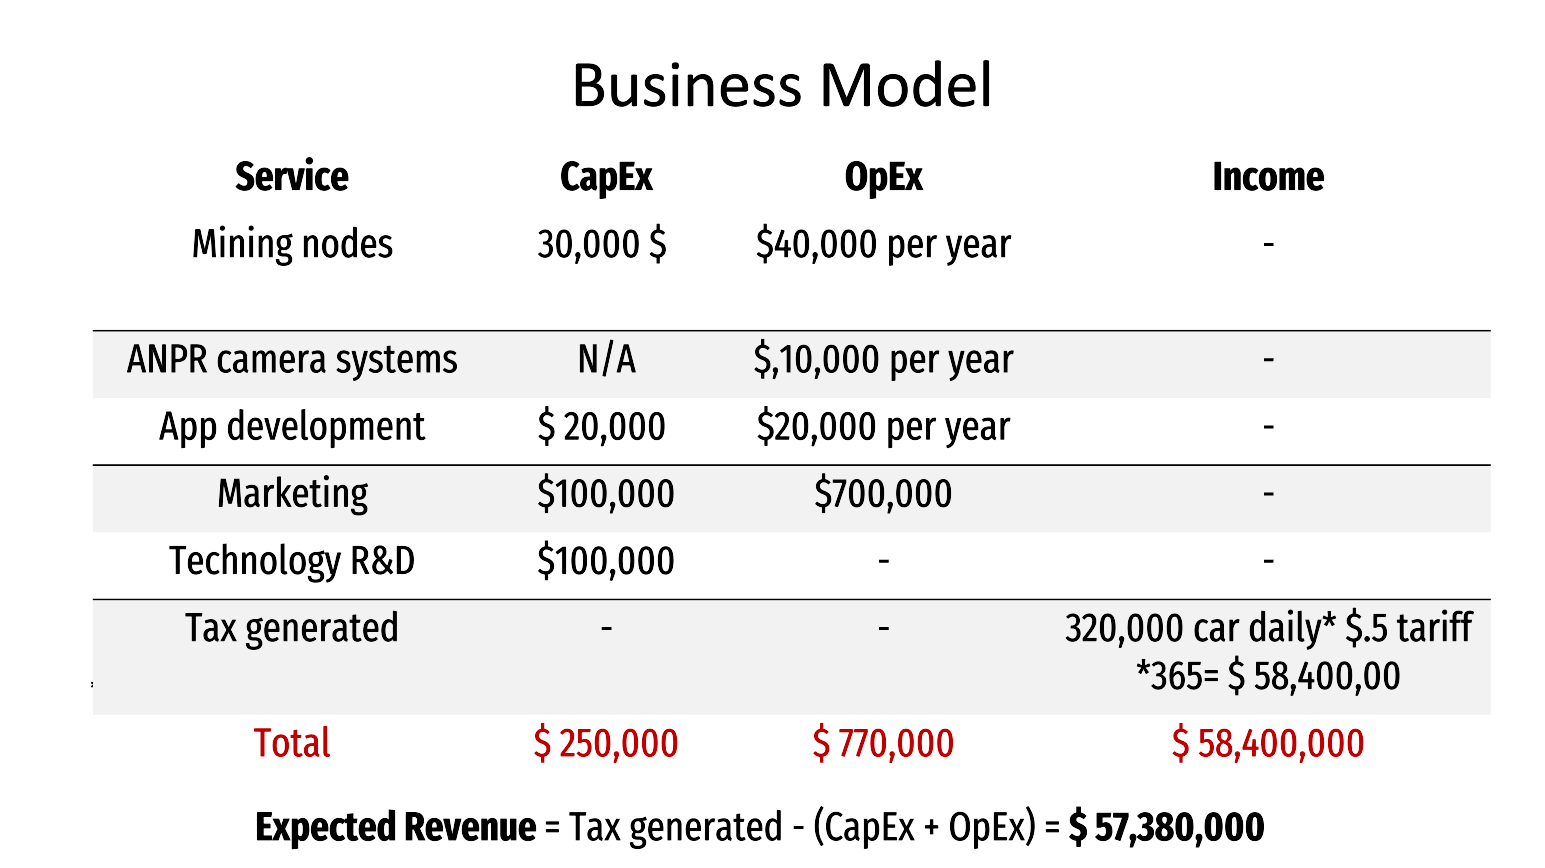 Business Model
Service CapEx OpEx Income
Mining nodes 30,000 $ $40,000 per year -
ANPR camera systems N/A $,10,000 per year -
App development $ 20,000 $20,000 per year -
Marketing $100,000 $700,000 -
Technology R&D $100,000 - -
Tax generated - - 320,000 car daily* $.5 tariff
*365= $ 58,400,00
Total $ 250,000 $ 770,000 $ 58,400,000
Expected Revenue = Tax generated - (CapEx + OpEx) = $ 57,380,000